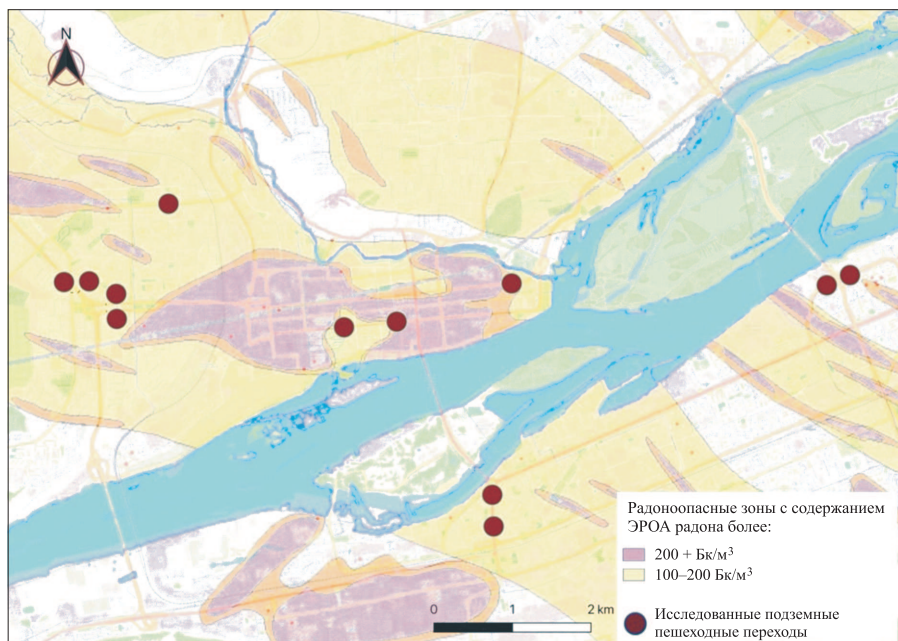 N
Радоноопасные зоны с содержанием
ЭРОА радона более:
200 + Бк/м³
100–200 Бк/м³
0 1 2 km
Исследованные подземные
пешеходные переходы